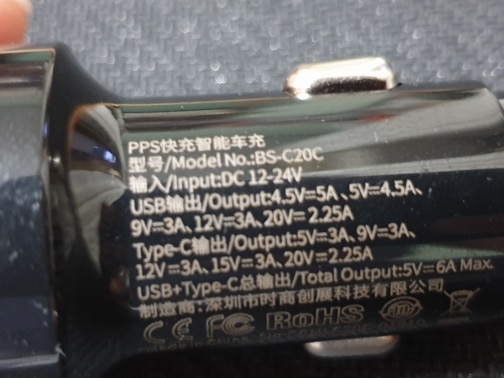 PPS快充智能车充
型号/Model No.:BS-C20C
输入/Input:DC 12-24V
USB输出/Output:4.5V=5A、5V=4.5A、
9V=3A、12V=3A、20V=2.25A
Type-C输出/Output:5V=3A、9V=3A、
12V=3A、15V=3A、20V=2.25A
USB+Type-C总输出/Total Output:5V=6A Max.
制造商:深圳市时商创展科技有限公司
CE FC RoHS